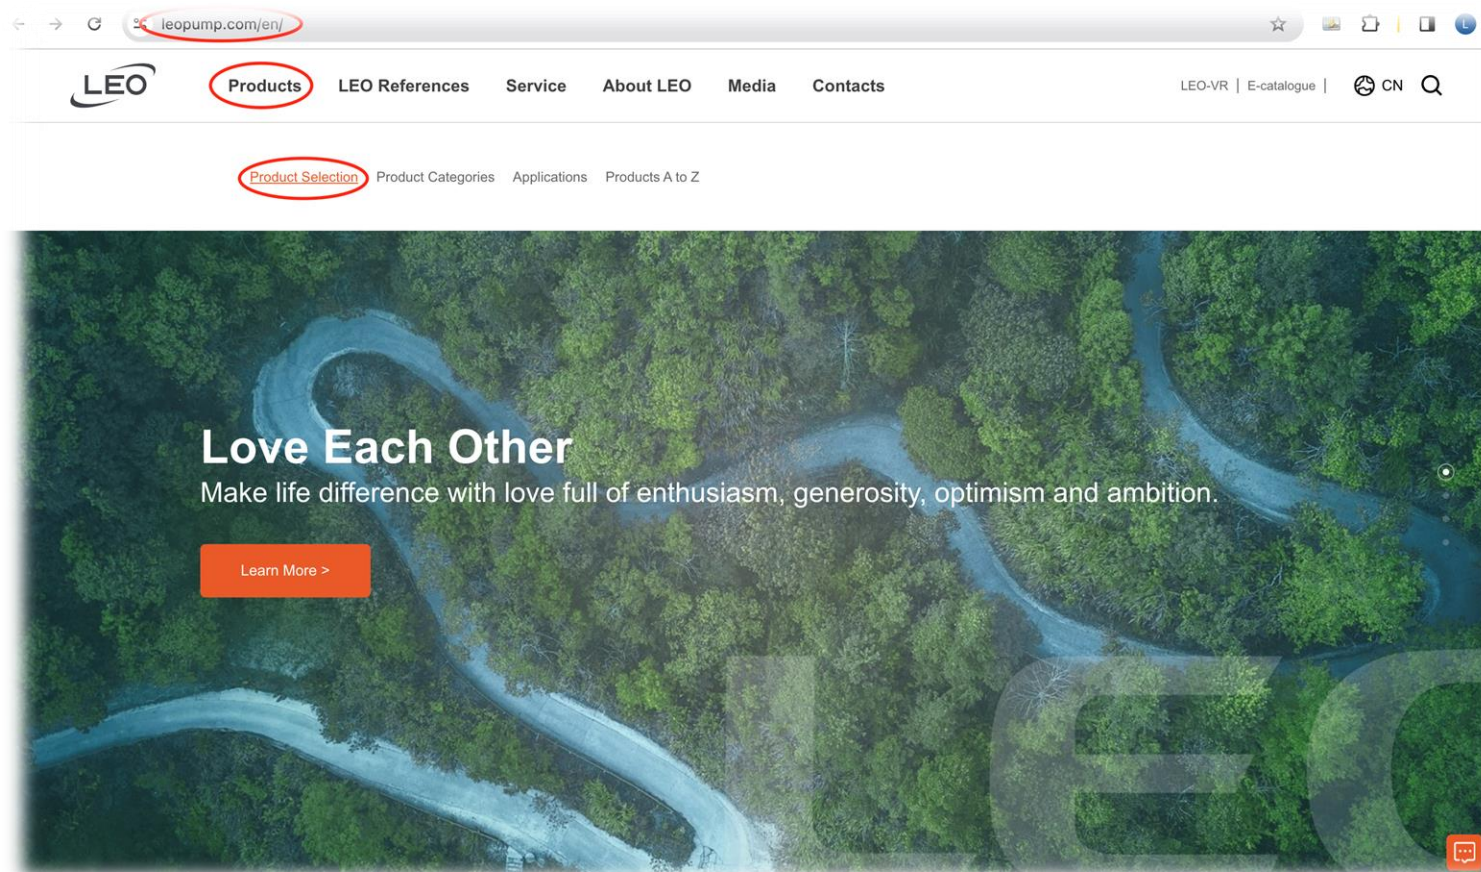 leopump.com/en/
L
LEO Products LEO References Service About LEO Media Contacts LEO-VR | E-catalogue | CN
Product Selection Product Categories Applications Products A to Z
Love Each Other
Make life difference with love full of enthusiasm, generosity, optimism and ambition.
Learn More >
LEO